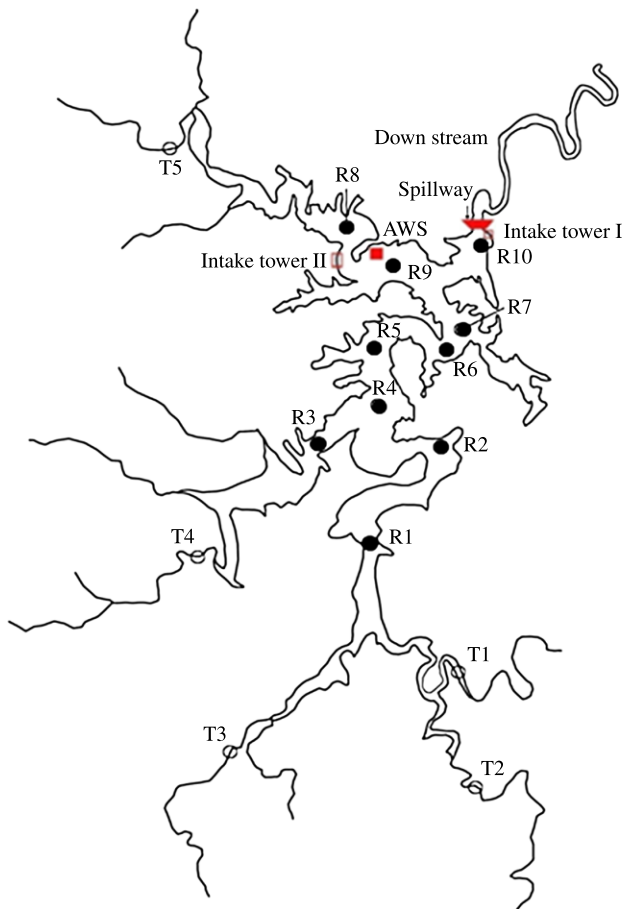 Down stream
T5
R8
Spillway
AWS
Intake tower I
Intake tower II
R10
R9
R7
R5
R6
R4
R3
R2
T4
R1
T1
T3
T2